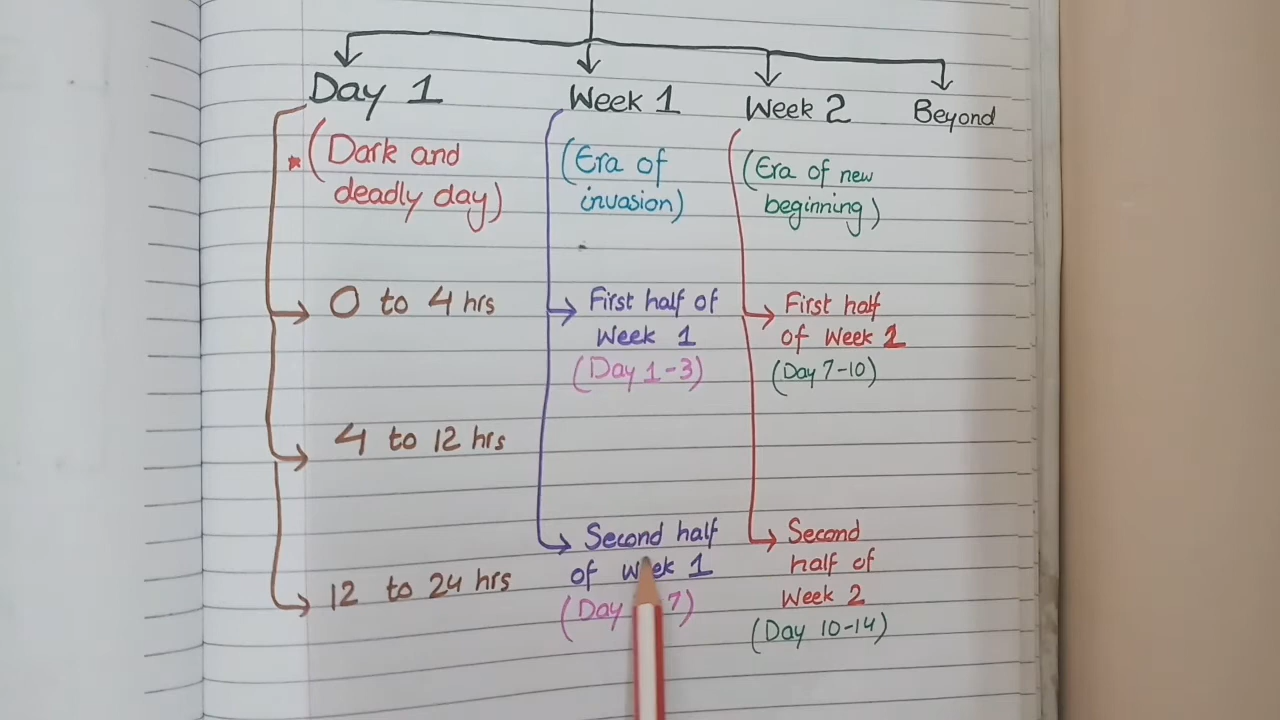 Day 1
(Dark and
deadly day)
0 to 4 hrs
4 to 12 hrs
12 to 24 hrs
Week 1
(Era of
invasion)
First half of
Week 1
(Day 1-3)
Second half
of Week 1
(Day 7)
Week 2
(Era of new
beginning)
First half
of Week 2
(Day 7-10)
Second
half of
Week 2
(Day 10-14)
Beyond